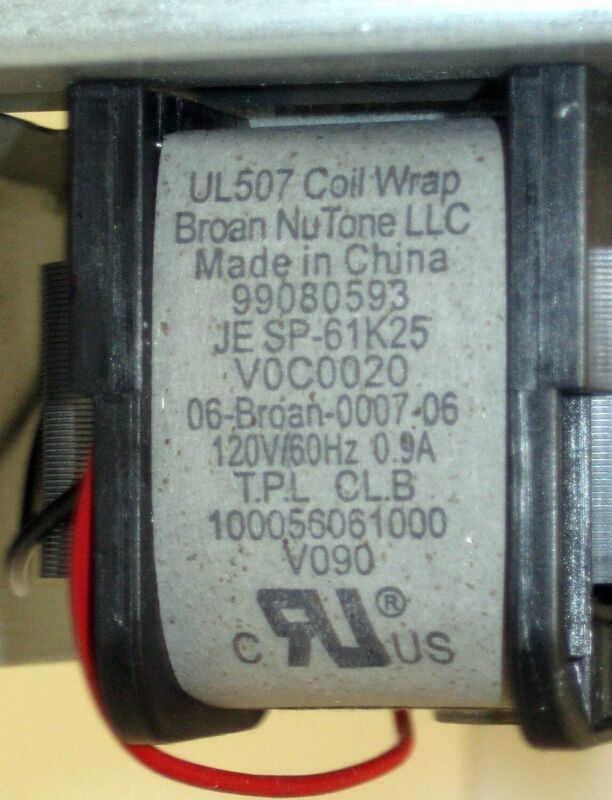 UL507 Coil Wrap
Broan NuTone LLC
Made in China
99080593
JE SP-61K25
V0C0020
06-Broan-0007-06
120V/60Hz 0.9A
T.P.L CL.B
100056061000
V090
C RU® US